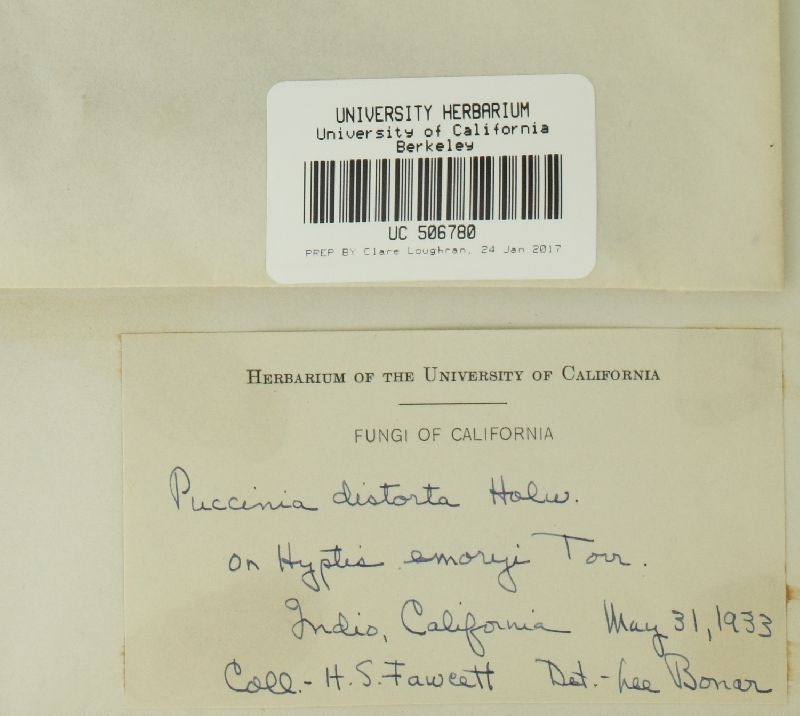 UNIVERSITY HERBARIUM
University of California
Berkeley
UC 506780
PREP BY Clare Loughran, 24 Jan 2017
HERBARIUM OF THE UNIVERSITY OF CALIFORNIA
FUNGI OF CALIFORNIA
Puccinia distorta Holw.
on Hyptis emoryi Torr.
Indio, California May 31, 1933
Coll.- H.S. Fawcett Det.- Lee Bonar